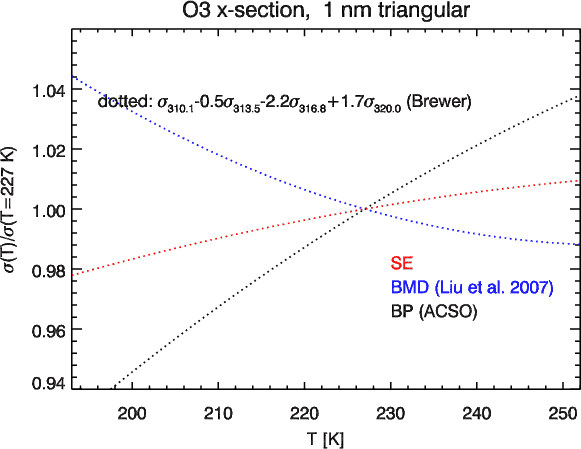 O3 x-section, 1 nm triangular
dotted: σ310.1-0.5σ313.5-2.2σ316.8+1.7σ320.0 (Brewer)
σ(T)/σ(T=227 K)
1.04
1.02
1.00
0.98
0.96
0.94
SE
BMD (Liu et al. 2007)
BP (ACSO)
200 210 220 230 240 250
T [K]